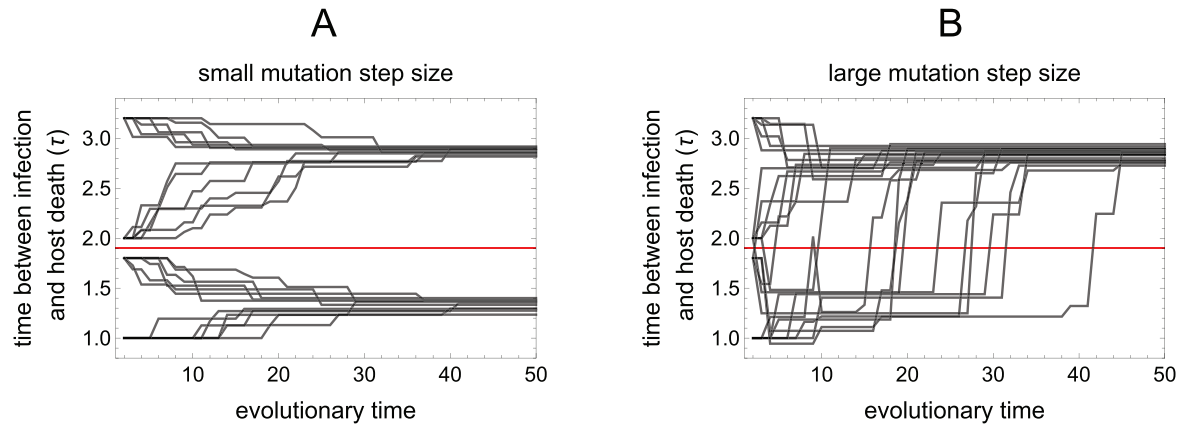 A
small mutation step size
time between infection
and host death (τ)
3.0
2.5
2.0
1.5
1.0
10
20
30
40
50
evolutionary time
B
large mutation step size
time between infection
and host death (τ)
3.0
2.5
2.0
1.5
1.0
10
20
30
40
50
evolutionary time